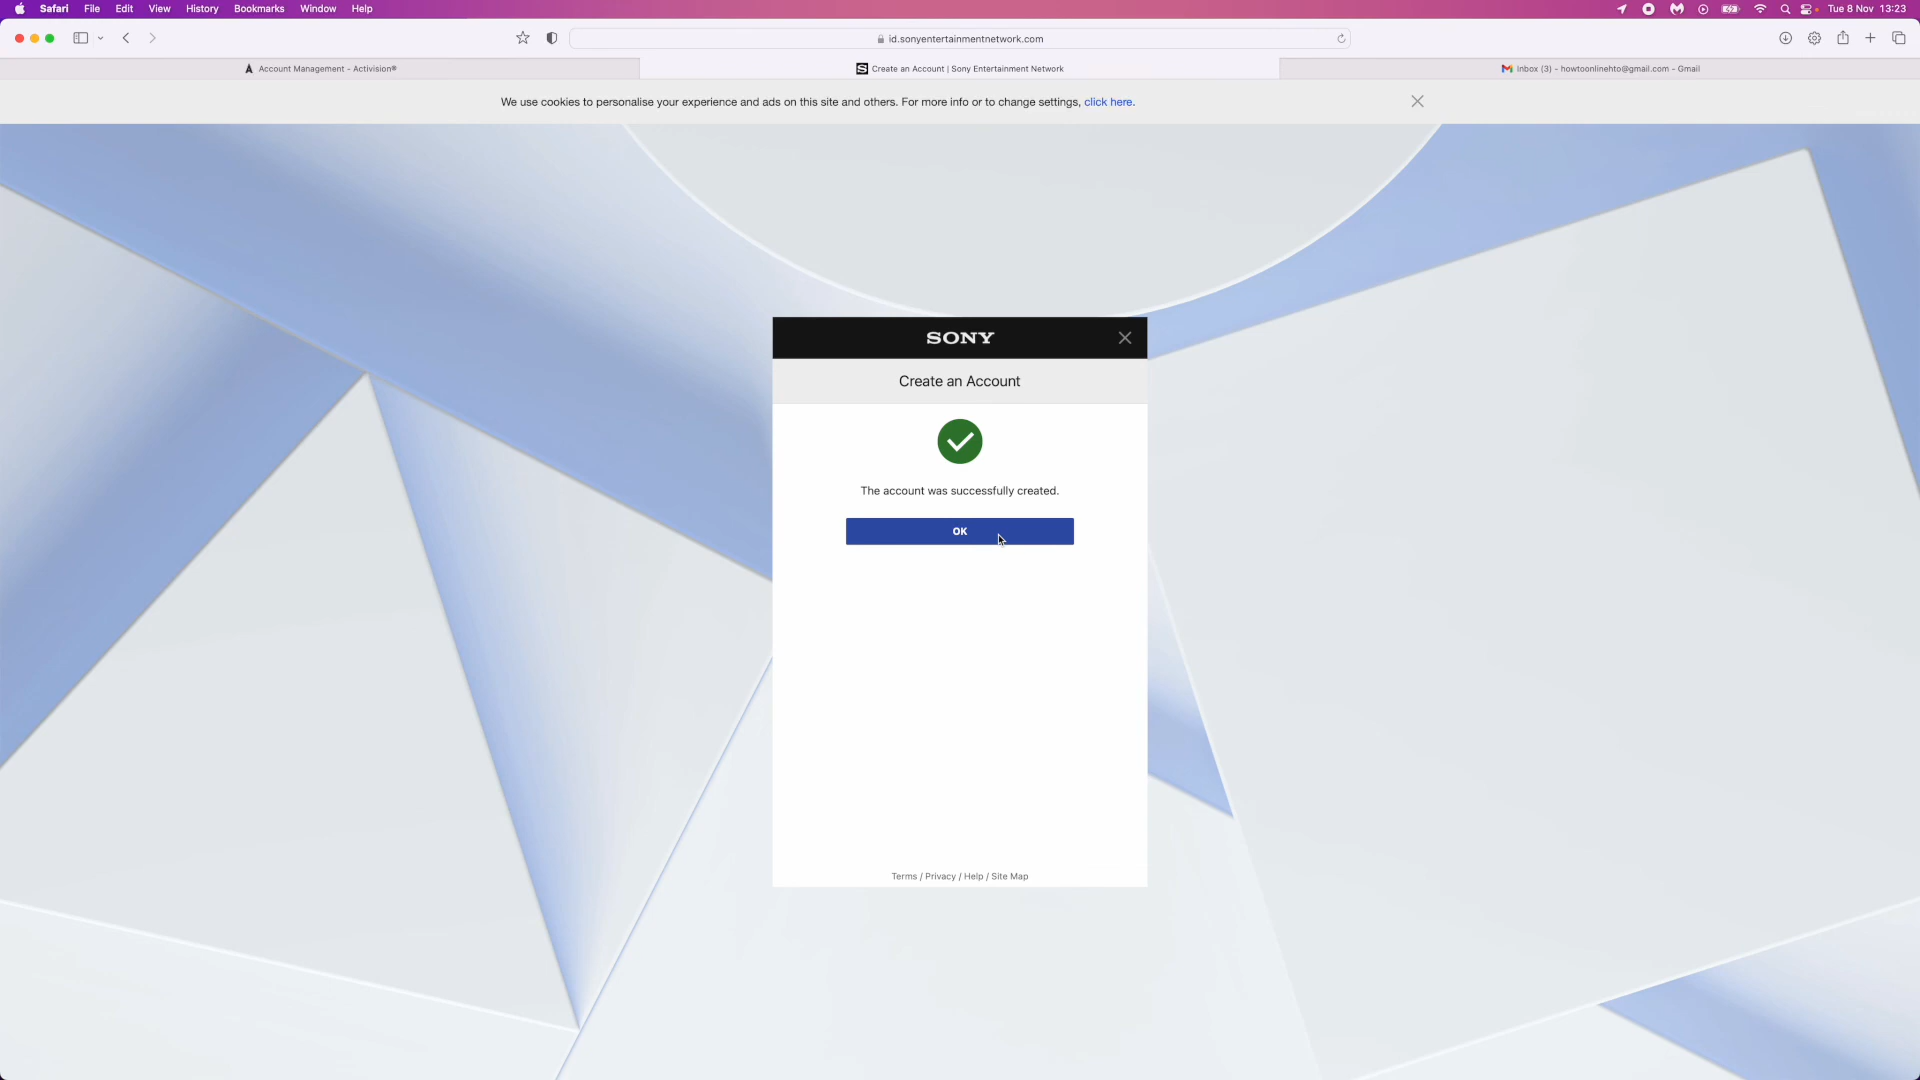 Safari File Edit View History Bookmarks Window Help Tue 8 Nov 13:23
id.sonyentertainmentnetwork.com
Account Management - Activision® Create an Account | Sony Entertainment Network Inbox (3) - howtoonlinehto@gmail.com - Gmail
We use cookies to personalise your experience and ads on this site and others. For more info or to change settings, click here.
SONY
Create an Account
The account was successfully created.
OK
Terms / Privacy / Help / Site Map